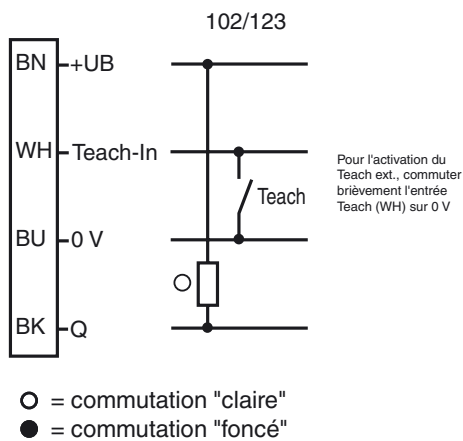 102/123
BN +UB
WH Teach-In
Teach
Pour l'activation du
Teach ext., commuter
brièvement l'entrée
Teach (WH) sur 0 V
BU 0 V
BK Q
= commutation "claire"
= commutation "foncé"